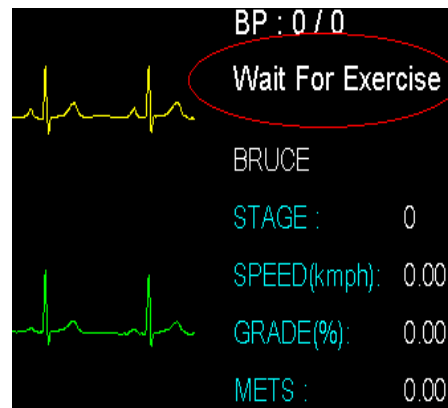 BP : 0 / 0
Wait For Exercise
BRUCE
STAGE : 0
SPEED(kmph): 0.00
GRADE(%): 0.00
METS : 0.00